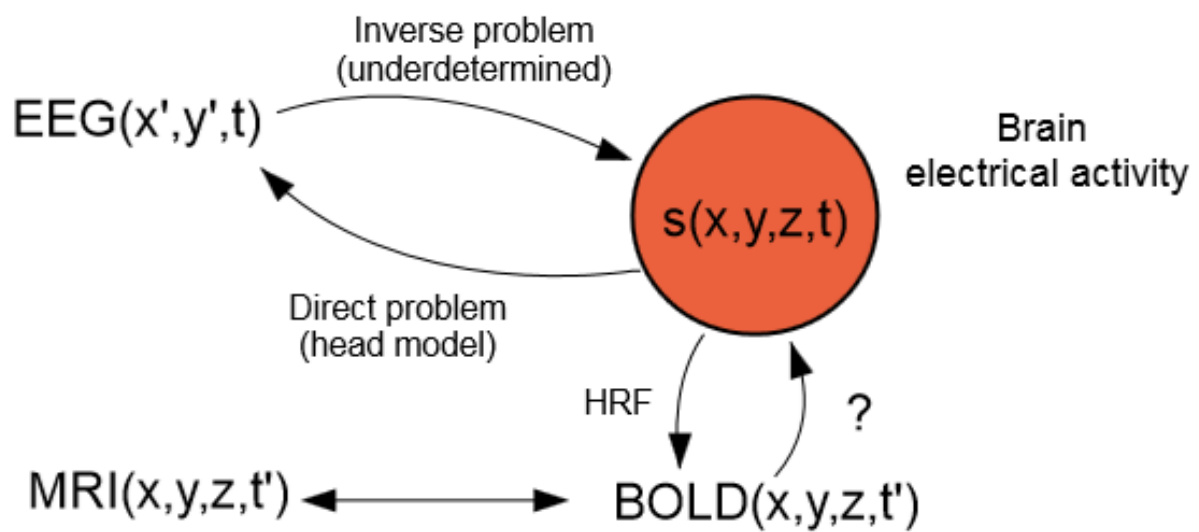 Inverse problem
(underdetermined)
EEG(x',y',t)
Brain
electrical activity
s(x,y,z,t)
Direct problem
(head model)
HRF
?
MRI(x,y,z,t')
BOLD(x,y,z,t')